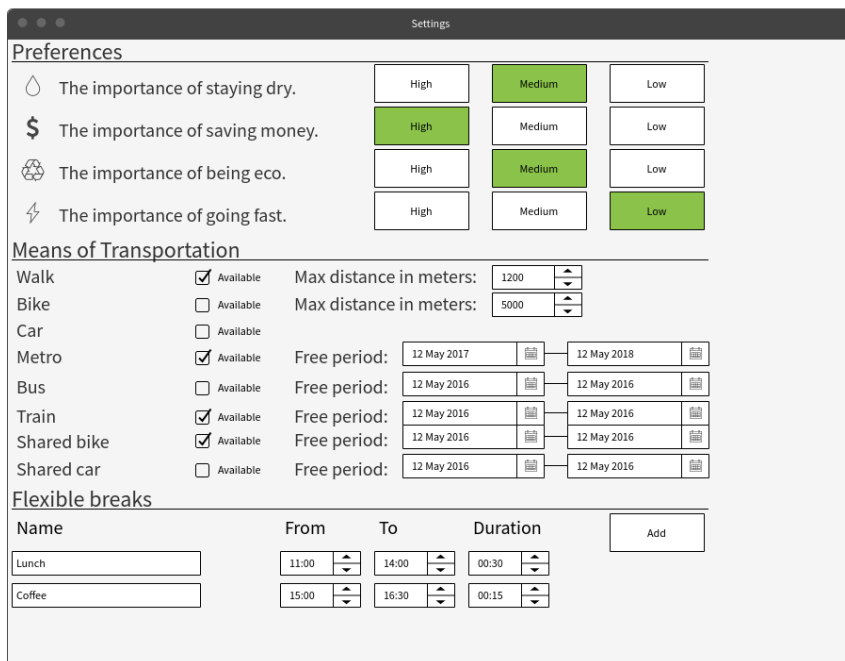 Settings
Preferences
The importance of staying dry. High Medium Low
The importance of saving money. High Medium Low
The importance of being eco. High Medium Low
The importance of going fast. High Medium Low
Means of Transportation
Walk Available Max distance in meters: 1200
Bike Available Max distance in meters: 5000
Car Available
Metro Available Free period: 12 May 2017 12 May 2018
Bus Available Free period: 12 May 2016 12 May 2016
Train Available Free period: 12 May 2016 12 May 2016
Shared bike Available Free period: 12 May 2016 12 May 2016
Shared car Available Free period: 12 May 2016 12 May 2016
Flexible breaks
Name From To Duration Add
Lunch 11:00 14:00 00:30
Coffee 15:00 16:30 00:15